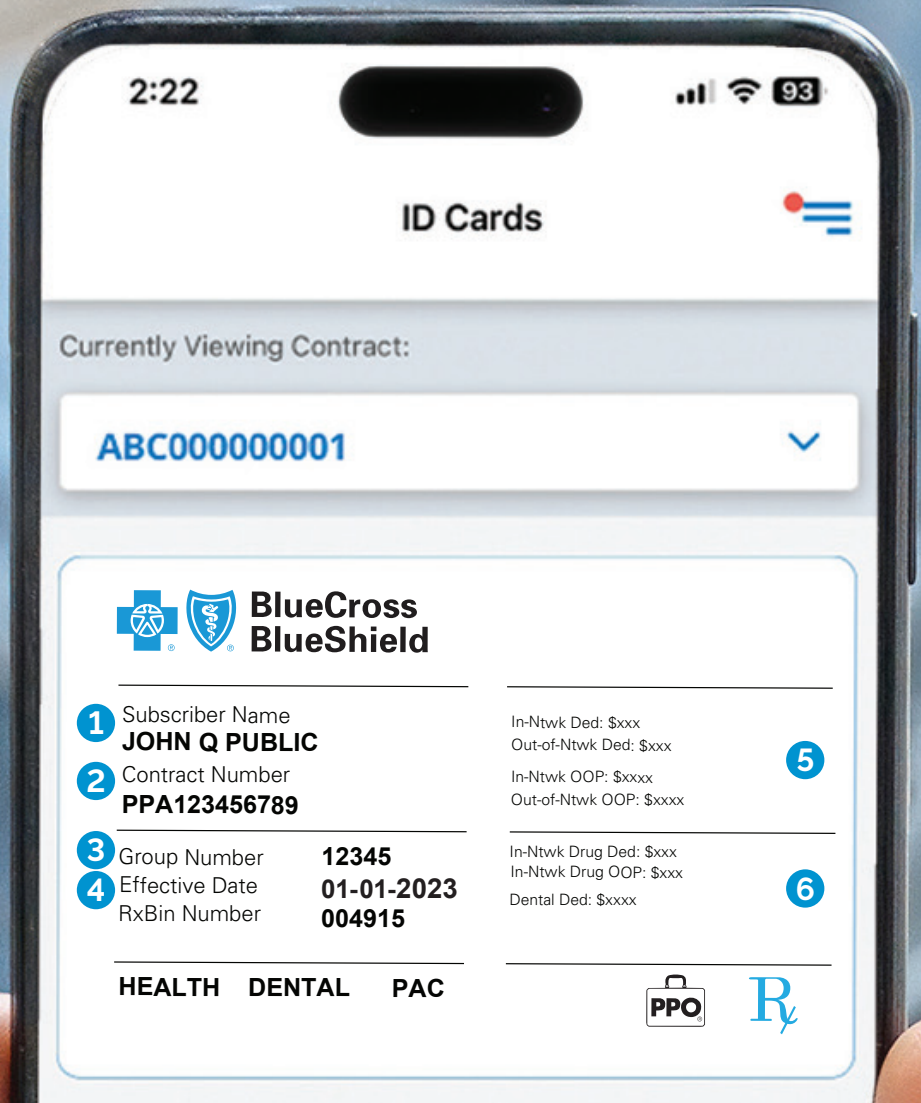 2:22
93
ID Cards
Currently Viewing Contract:
ABC000000001
BlueCross
BlueShield
®
®
1 Subscriber Name
JOHN Q PUBLIC
2 Contract Number
PPA123456789
In-Ntwk Ded: $xxx
Out-of-Ntwk Ded: $xxx
In-Ntwk OOP: $xxxx
Out-of-Ntwk OOP: $xxxx
5
3 Group Number 12345
4 Effective Date 01-01-2023
RxBin Number 004915
In-Ntwk Drug Ded: $xxx
In-Ntwk Drug OOP: $xxx
Dental Ded: $xxxx
6
HEALTH DENTAL PAC
PPO®
Rx